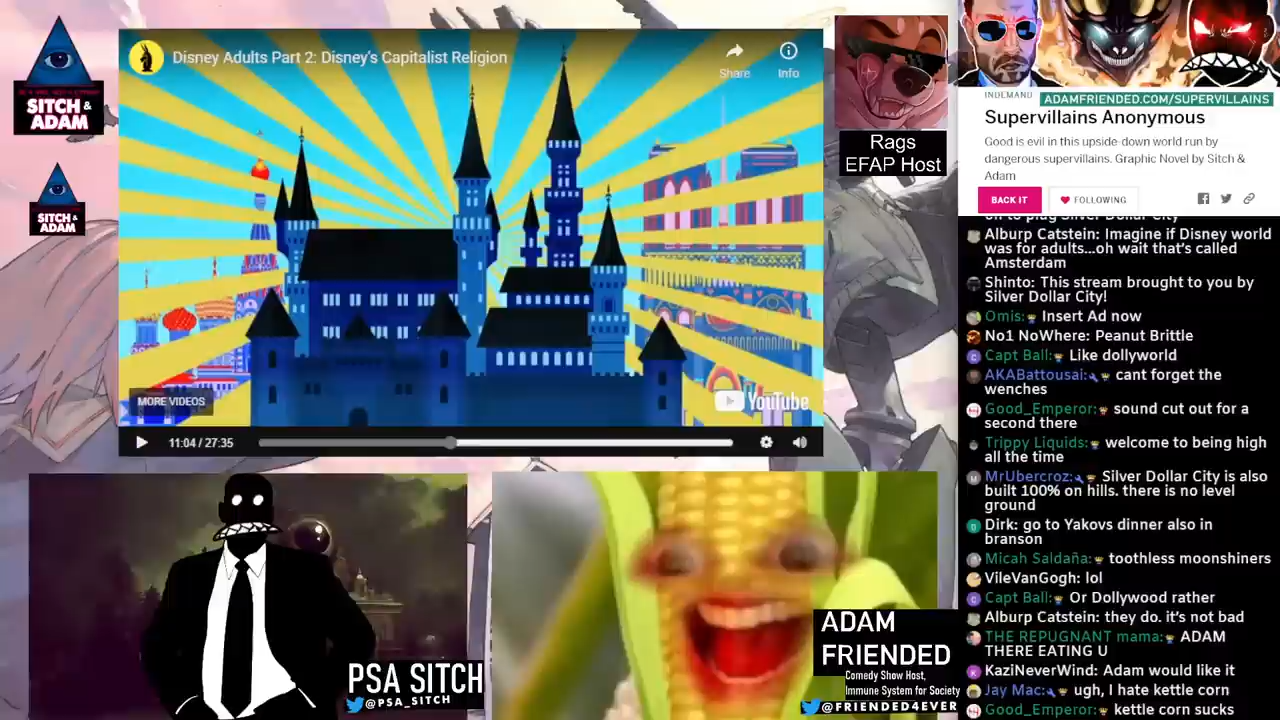 SITCH &
ADAM
SITCH &
ADAM
Disney Adults Part 2: Disney's Capitalist Religion
Share
Info
MORE VIDEOS
YouTube
11:04 / 27:35
Rags
EFAP Host
PSA SITCH
@PSA_SITCH
ADAM
FRIENDED
Comedy Show Host,
Immune System for Society
@FRIENDED4EVER
INDEMAND
ADAMFRIENDED.COM/SUPERVILLAINS
Supervillains Anonymous
Good is evil in this upside-down world run by
dangerous supervillains. Graphic Novel by Sitch &
Adam
BACK IT
FOLLOWING
on to plug Silver Dollar City
Alburp Catstein: Imagine if Disney world
was for adults...oh wait that's called
Amsterdam
Shinto: This stream brought to you by
Silver Dollar City!
Omis: Insert Ad now
No1 NoWhere: Peanut Brittle
Capt Ball: Like dollyworld
AKABattousai: cant forget the
wenches
Good_Emperor: sound cut out for a
second there
Trippy Liquids: welcome to being high
all the time
MrUbercroz: Silver Dollar City is also
built 100% on hills. there is no level
ground
Dirk: go to Yakovs dinner also in
branson
Micah Saldaña: toothless moonshiners
VileVanGogh: lol
Capt Ball: Or Dollywood rather
Alburp Catstein: they do. it's not bad
THE REPUGNANT mama: ADAM
THERE EATING U
KaziNeverWind: Adam would like it
Jay Mac: ugh, I hate kettle corn
Good_Emperor: kettle corn sucks